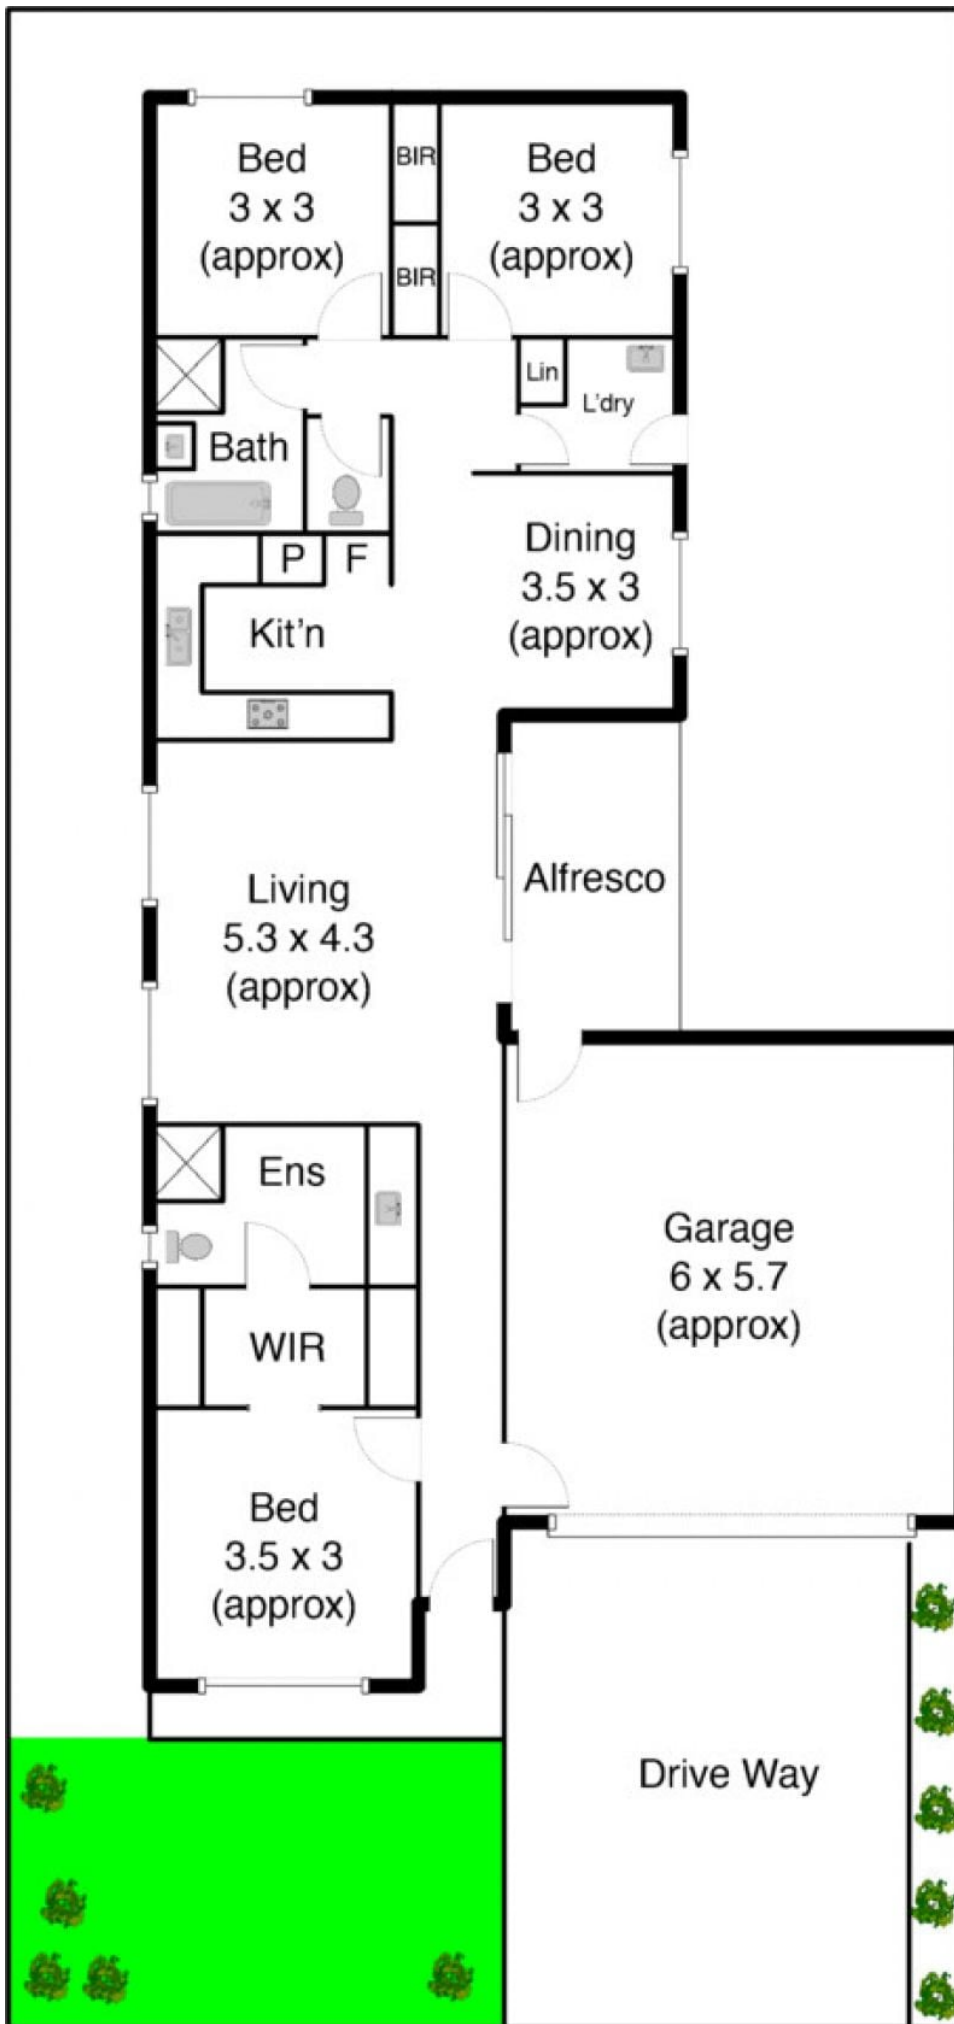 Bed
3 x 3
(approx)
BIR
BIR
Bed
3 x 3
(approx)
Lin
L'dry
Bath
P
F
Kit'n
Dining
3.5 x 3
(approx)
Living
5.3 x 4.3
(approx)
Alfresco
Ens
WIR
Garage
6 x 5.7
(approx)
Bed
3.5 x 3
(approx)
Drive Way